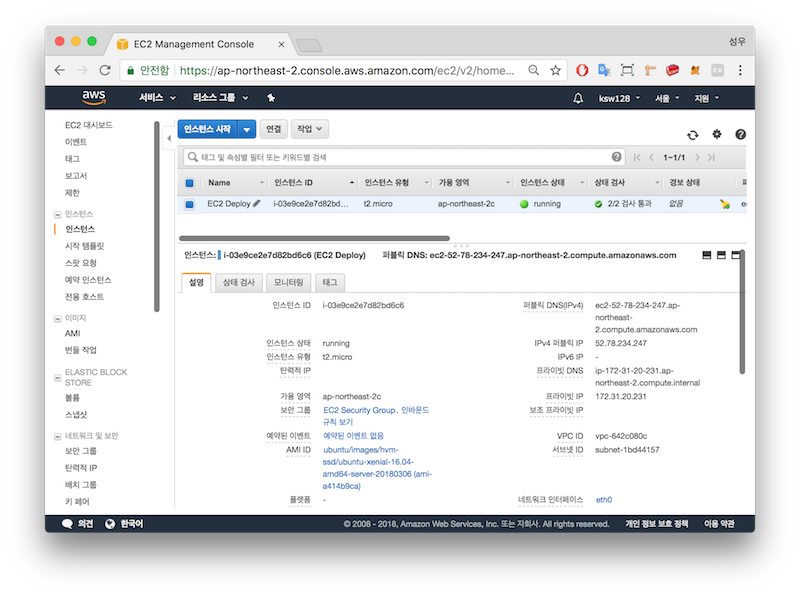 EC2 Management Console
성우
안전함
https://ap-northeast-2.console.aws.amazon.com/ec2/v2/home...
aws
서비스
리소스 그룹
ksw128
서울
지원
EC2 대시보드
이벤트
태그
보고서
제한
인스턴스
인스턴스
시작 템플릿
스팟 요청
예약 인스턴스
전용 호스트
이미지
AMI
번들 작업
ELASTIC BLOCK
STORE
볼륨
스냅샷
네트워크 및 보안
보안 그룹
탄력적 IP
배치 그룹
키 페어
인스턴스 시작
연결
작업
태그 및 속성별 필터 또는 키워드별 검색
1~1/1
Name
인스턴스 ID
인스턴스 유형
가용 영역
인스턴스 상태
상태 검사
경보 상태
EC2 Deploy
i-03e9ce2e7d82bd...
t2.micro
ap-northeast-2c
running
2/2 검사 통과
없음
인스턴스: i-03e9ce2e7d82bd6c6 (EC2 Deploy)
퍼블릭 DNS: ec2-52-78-234-247.ap-northeast-2.compute.amazonaws.com
설명
상태 검사
모니터링
태그
인스턴스 ID
i-03e9ce2e7d82bd6c6
퍼블릭 DNS(IPv4)
ec2-52-78-234-247.ap-
northeast-
2.compute.amazonaws.com
인스턴스 상태
running
IPv4 퍼블릭 IP
52.78.234.247
인스턴스 유형
t2.micro
IPv6 IP
-
탄력적 IP
프라이빗 DNS
ip-172-31-20-231.ap-
northeast-2.compute.internal
가용 영역
ap-northeast-2c
프라이빗 IP
172.31.20.231
보안 그룹
EC2 Security Group. 인바운드
규칙 보기
보조 프라이빗 IP
예약된 이벤트
예약된 이벤트 없음
VPC ID
vpc-642c080c
AMI ID
ubuntu/images/hvm-
ssd/ubuntu-xenial-16.04-
amd64-server-20180306 (ami-
a414b9ca)
서브넷 ID
subnet-1bd44157
플랫폼
-
네트워크 인터페이스
eth0
의견
한국어
© 2008 - 2018, Amazon Web Services, Inc. 또는 자회사. All rights reserved.
개인 정보 보호 정책
이용 약관